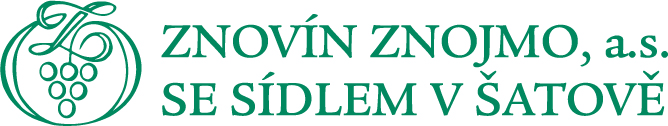 ZNOVÍN ZNOJMO, a.s.
SE SÍDLEM V ŠATOVĚ